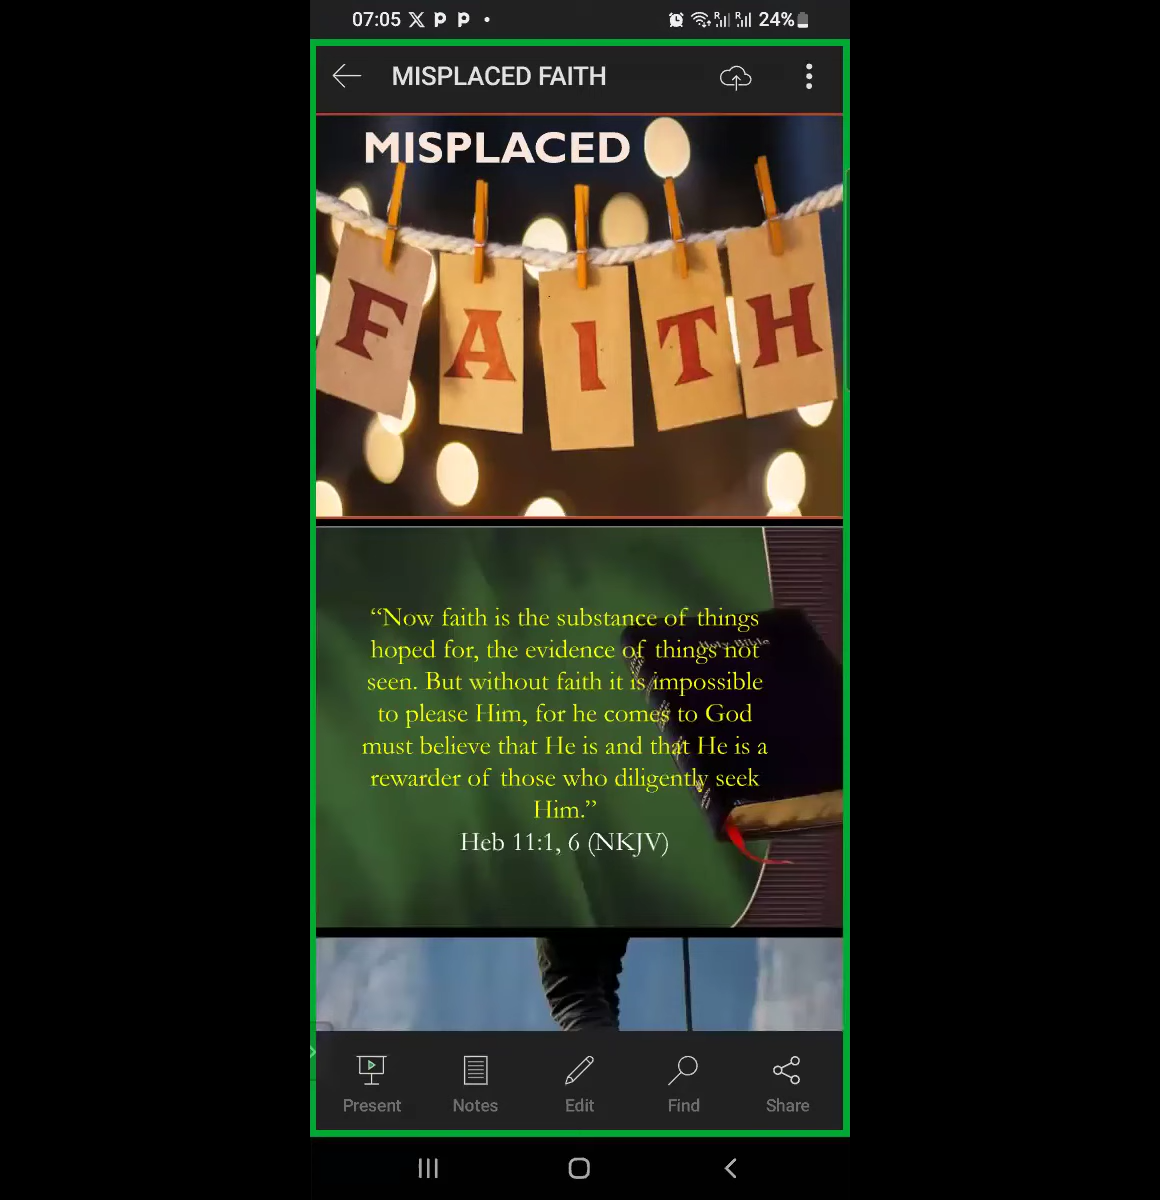 07:05 X P P • R R 24%
MISPLACED FAITH
MISPLACED
FAITH
“Now faith is the substance of things
hoped for, the evidence of things not
seen. But without faith it is impossible
to please Him, for he comes to God
must believe that He is and that He is a
rewarder of those who diligently seek
Him.”
Heb 11:1, 6 (NKJV)
Holy Bible
Present Notes Edit Find Share